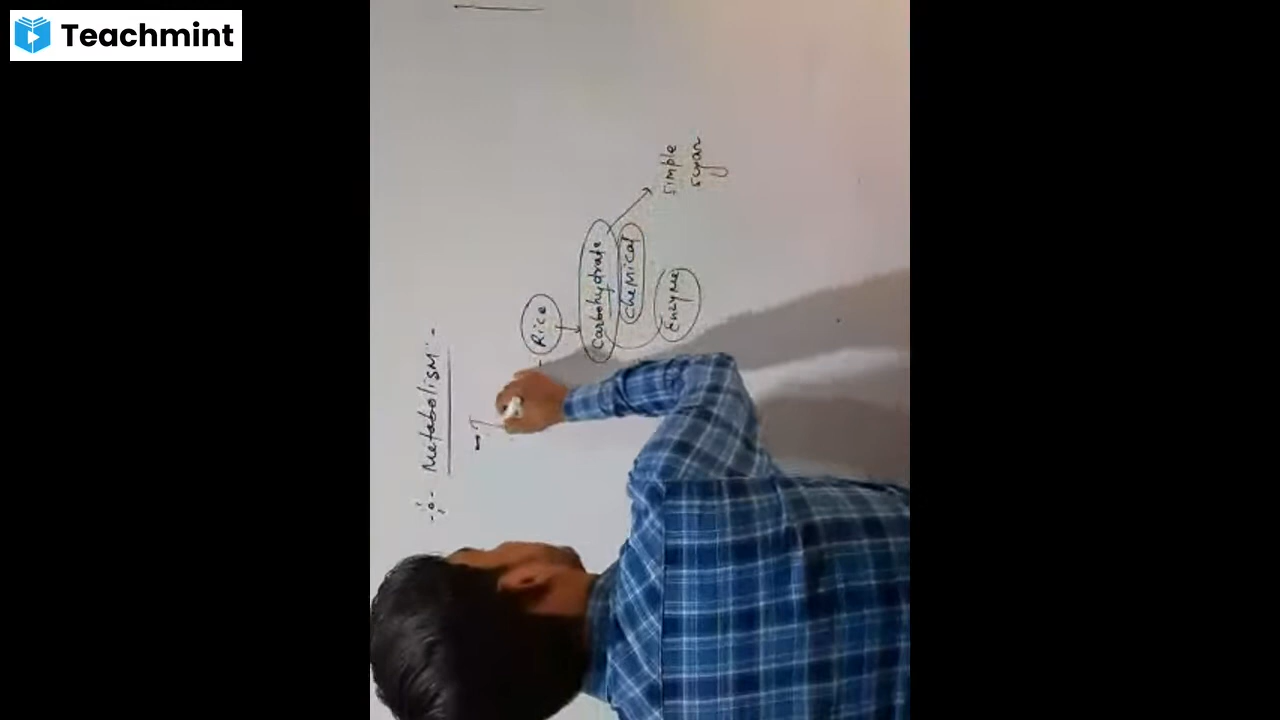 Teachmint
Metabolism :-
Rice
Carbohydrate
Chemical
Enzyme
simple
sugar